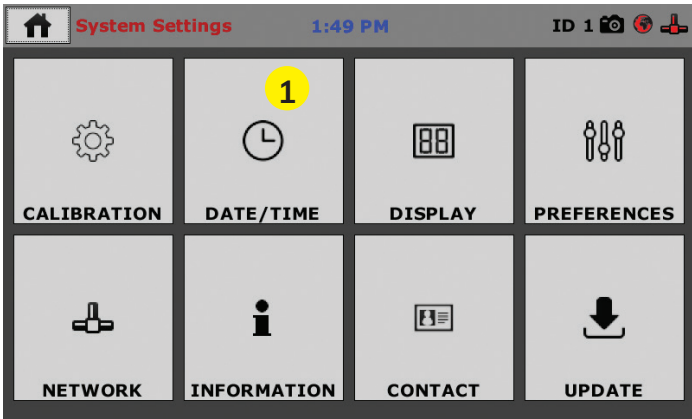 System Settings 1:49 PM ID 1
1
CALIBRATION DATE/TIME DISPLAY PREFERENCES
NETWORK INFORMATION CONTACT UPDATE